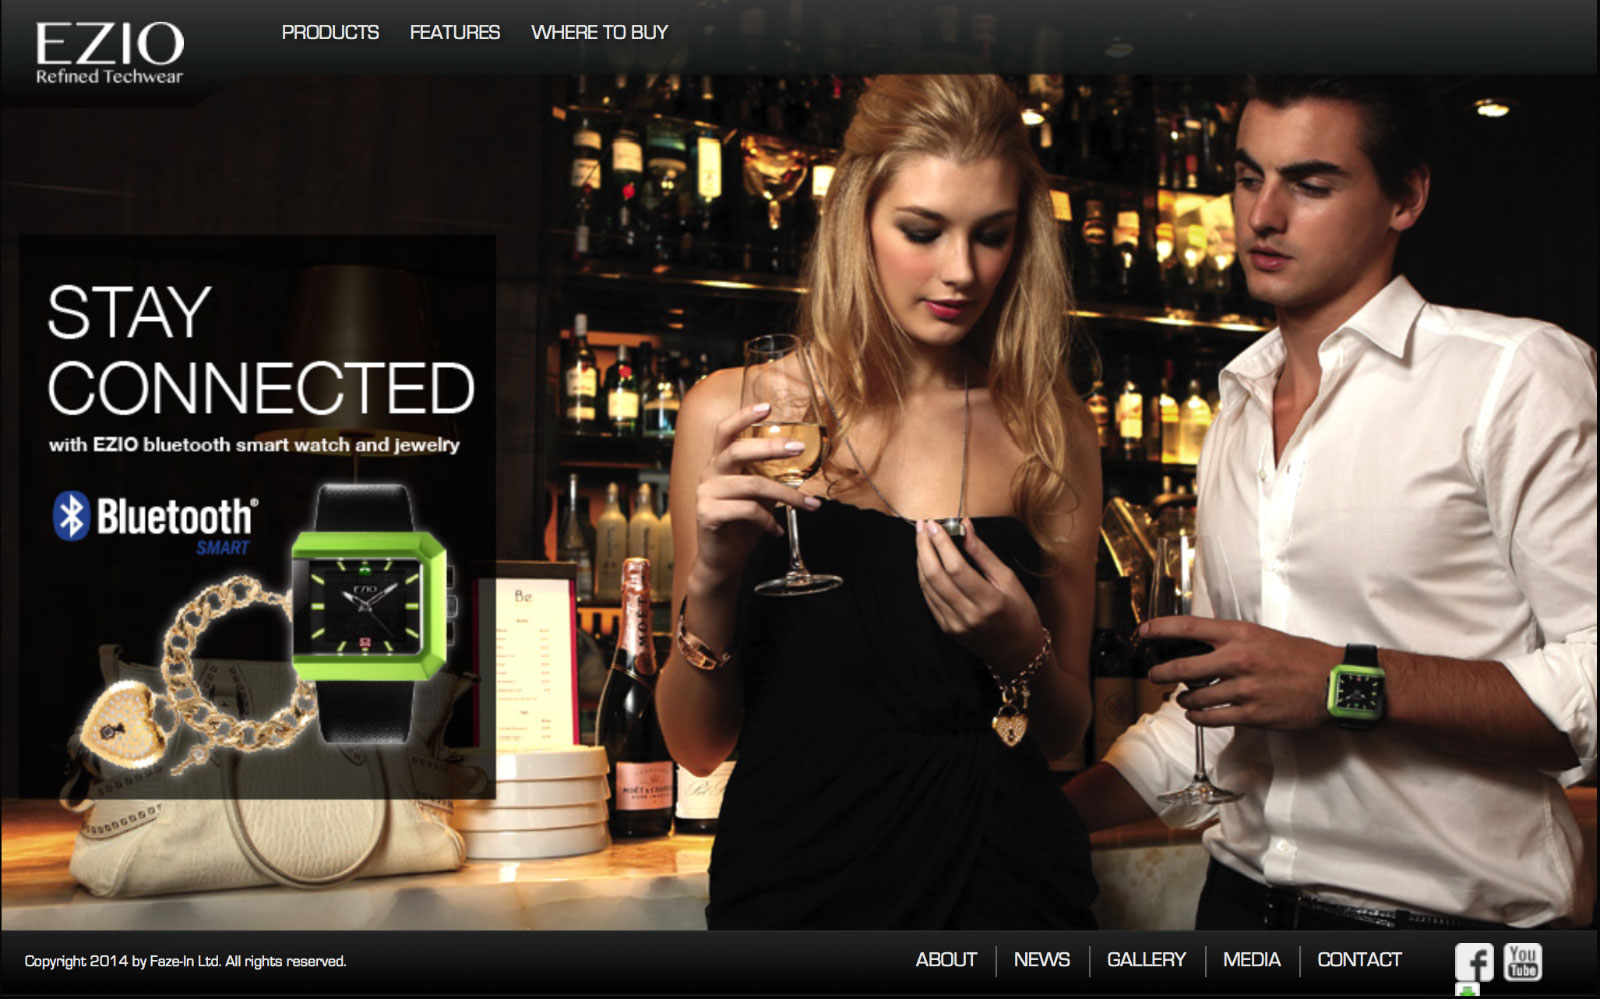 EZIO
Refined Techwear
PRODUCTS
FEATURES
WHERE TO BUY
STAY
CONNECTED
with EZIO bluetooth smart watch and jewelry
Bluetooth®
SMART
EZIO
Be
MOËT
MOËT & CHANDON
Copyright 2014 by Faze-In Ltd. All rights reserved.
ABOUT
NEWS
GALLERY
MEDIA
CONTACT
f
You
Tube